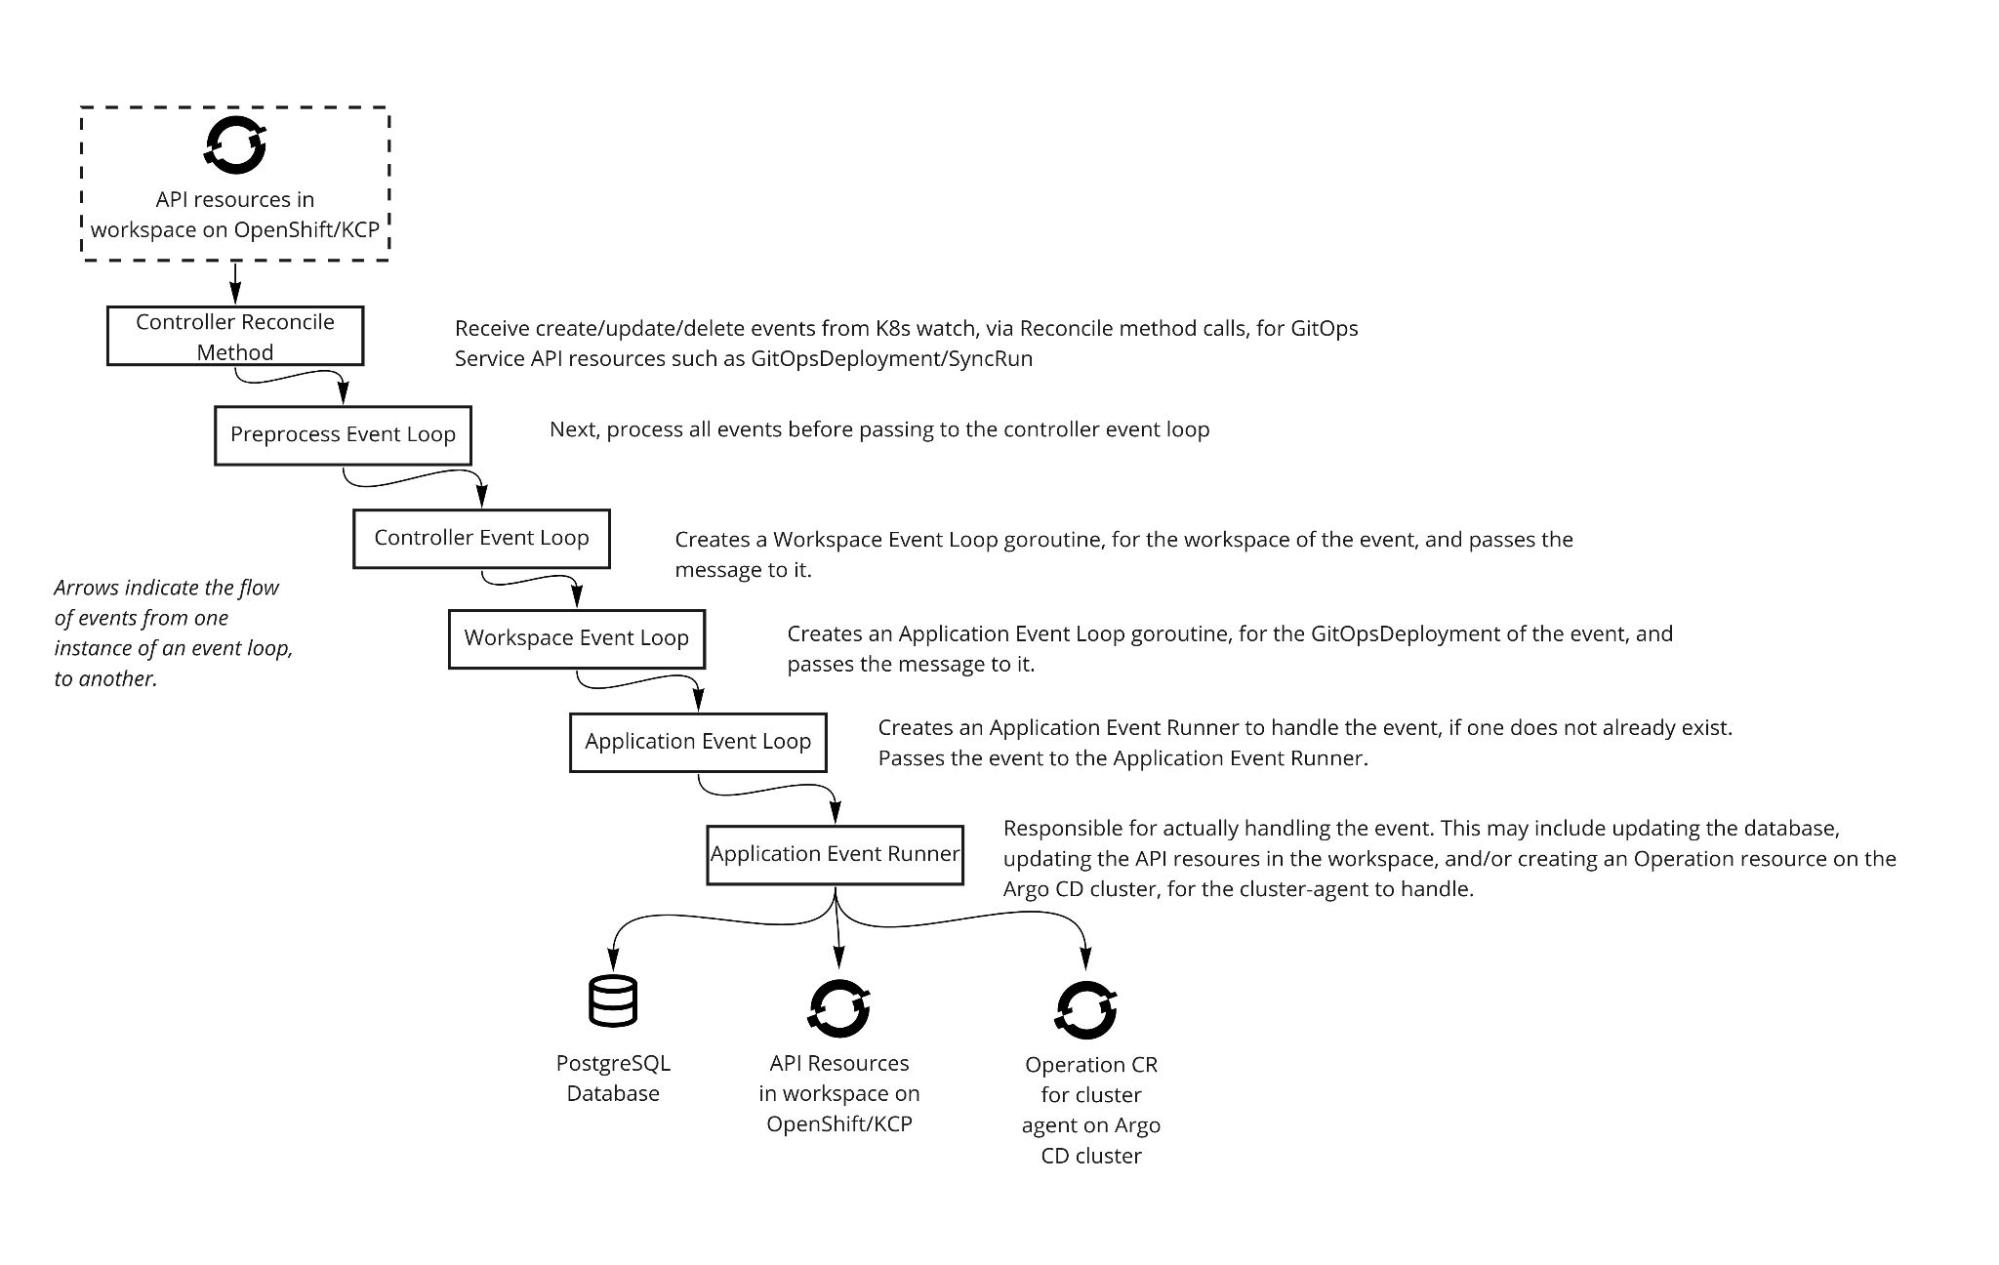 API resources in
workspace on OpenShift/KCP
Controller Reconcile
Method
Receive create/update/delete events from K8s watch, via Reconcile method calls, for GitOps
Service API resources such as GitOpsDeployment/SyncRun
Preprocess Event Loop
Next, process all events before passing to the controller event loop
Controller Event Loop
Creates a Workspace Event Loop goroutine, for the workspace of the event, and passes the
message to it.
Arrows indicate the flow
of events from one
instance of an event loop,
to another.
Workspace Event Loop
Creates an Application Event Loop goroutine, for the GitOpsDeployment of the event, and
passes the message to it.
Application Event Loop
Creates an Application Event Runner to handle the event, if one does not already exist.
Passes the event to the Application Event Runner.
Application Event Runner
Responsible for actually handling the event. This may include updating the database,
updating the API resoures in the workspace, and/or creating an Operation resource on the
Argo CD cluster, for the cluster-agent to handle.
PostgreSQL
Database
API Resources
in workspace on
OpenShift/KCP
Operation CR
for cluster
agent on Argo
CD cluster